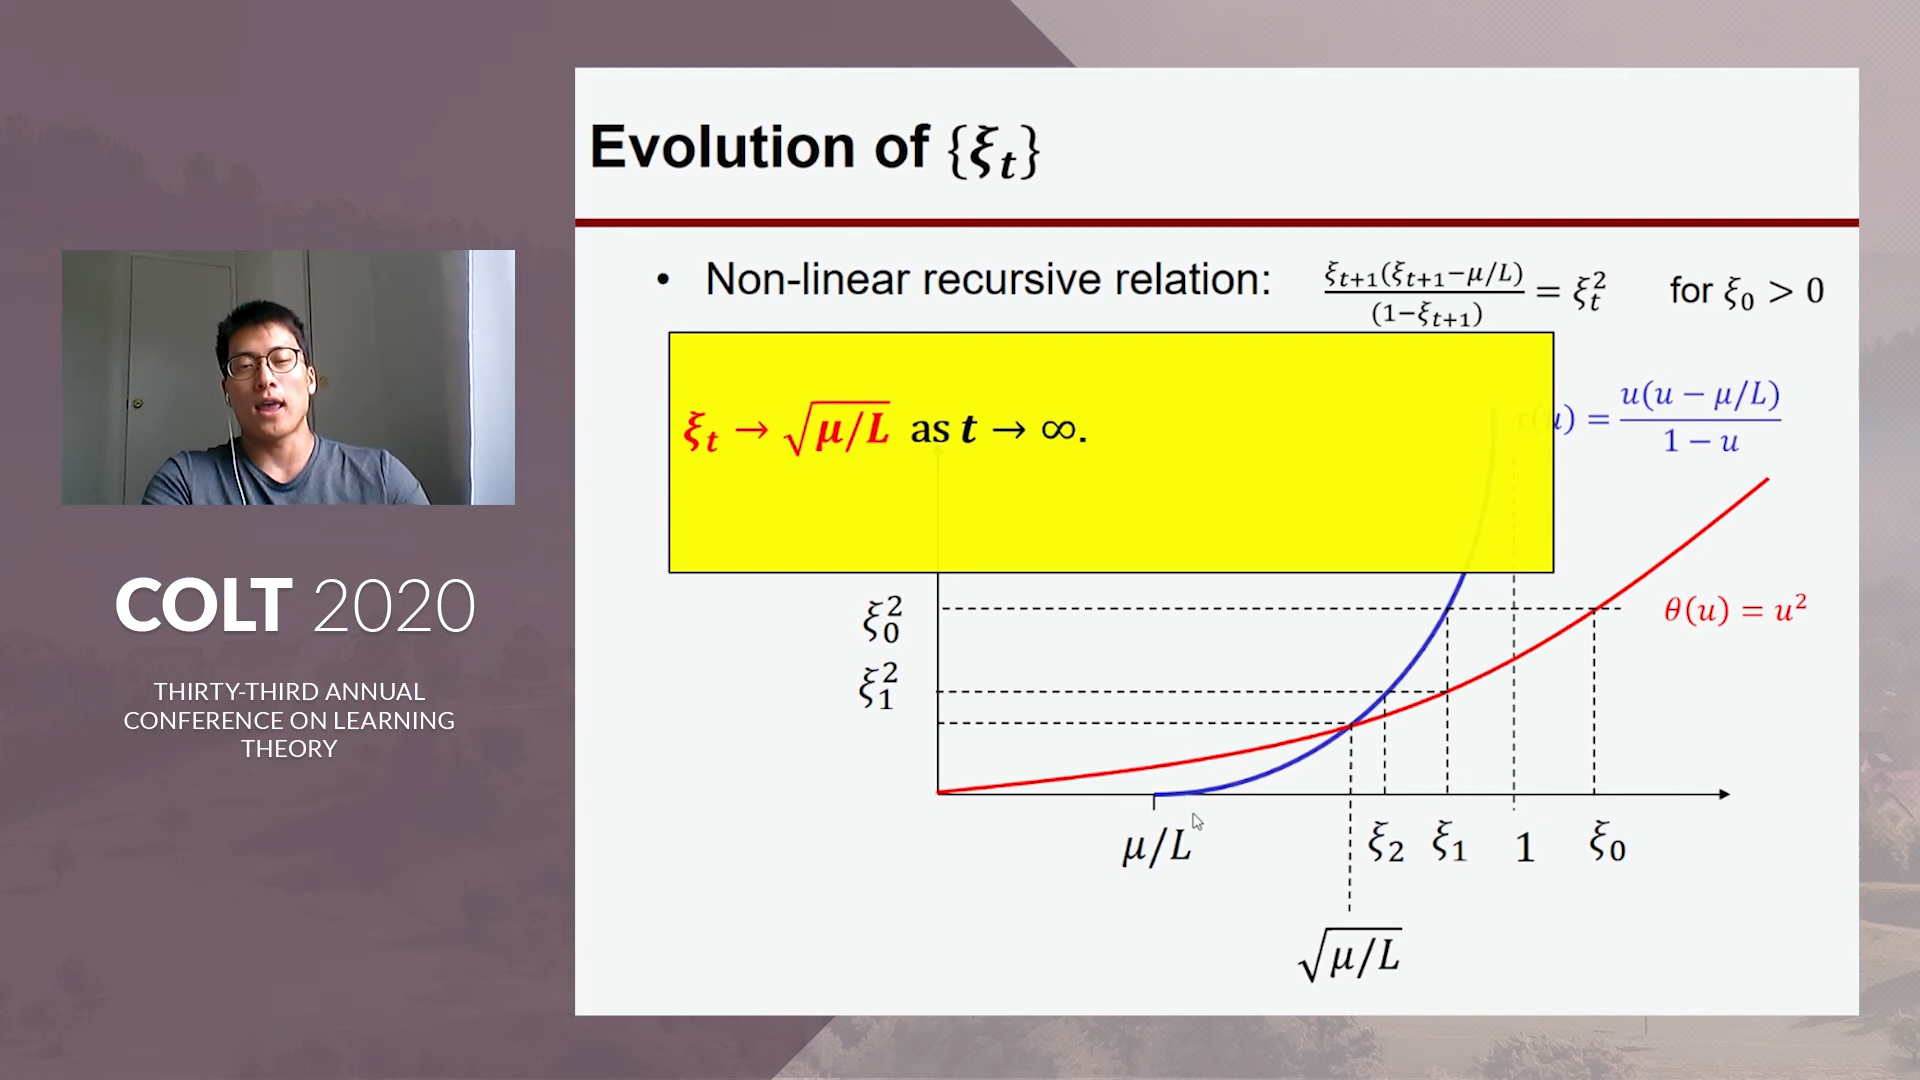 COLT 2020
THIRTY-THIRD ANNUAL
CONFERENCE ON LEARNING
THEORY
Evolution of {ξ_t}
• Non-linear recursive relation: ξ_{t+1}(ξ_{t+1}−μ/L)/(1−ξ_{t+1}) = ξ_t^2 for ξ_0 > 0
ξ_t → √(μ/L) as t → ∞.
(u) = u(u − μ/L)/(1 − u)
ξ_0^2
θ(u) = u^2
ξ_1^2
μ/L
ξ_2
ξ_1
1
ξ_0
√(μ/L)